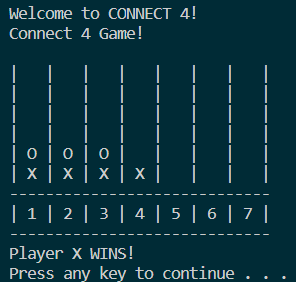 Welcome to CONNECT 4!
Connect 4 Game!
|   |   |   |   |   |   |   |
|   |   |   |   |   |   |   |
|   |   |   |   |   |   |   |
|   |   |   |   |   |   |   |
| O | O | O |   |   |   |   |
| X | X | X | X |   |   |   |
-----------------------------
| 1 | 2 | 3 | 4 | 5 | 6 | 7 |
-----------------------------
Player X WINS!
Press any key to continue . . .